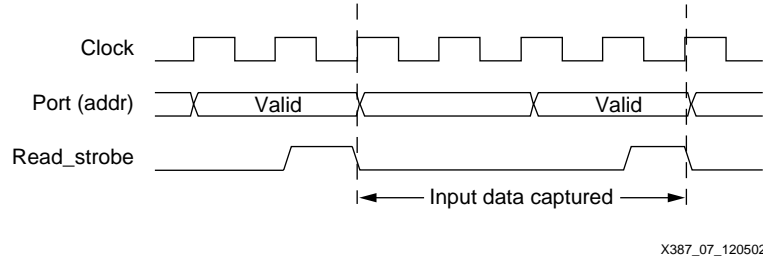 Clock
Port (addr)
Valid
Valid
Read_strobe
Input data captured
X387_07_120502